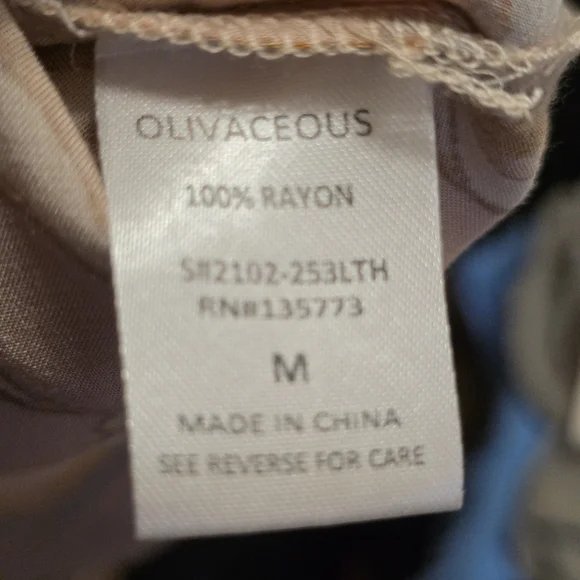 OLIVACEOUS
100% RAYON
S#2102-253LTH
RN#135773
M
MADE IN CHINA
SEE REVERSE FOR CARE